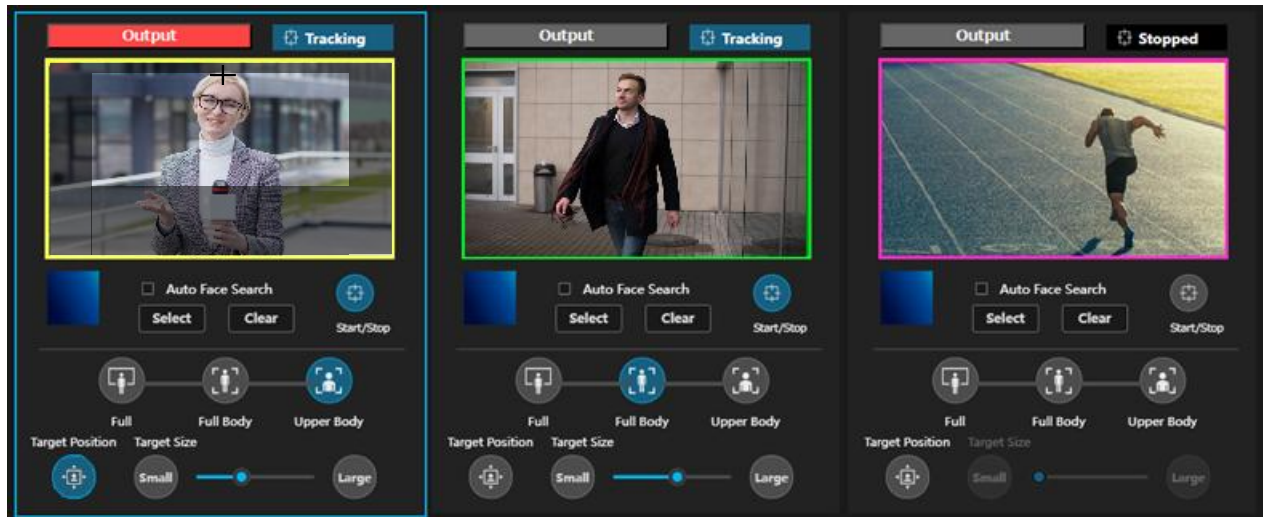 Output Tracking
Auto Face Search
Select Clear
Start/Stop
Full Full Body Upper Body
Target Position Target Size
Small Large
Output Tracking
Auto Face Search
Select Clear
Start/Stop
Full Full Body Upper Body
Target Position Target Size
Small Large
Output Stopped
Auto Face Search
Select Clear
Start/Stop
Full Full Body Upper Body
Target Position Target Size
Small Large